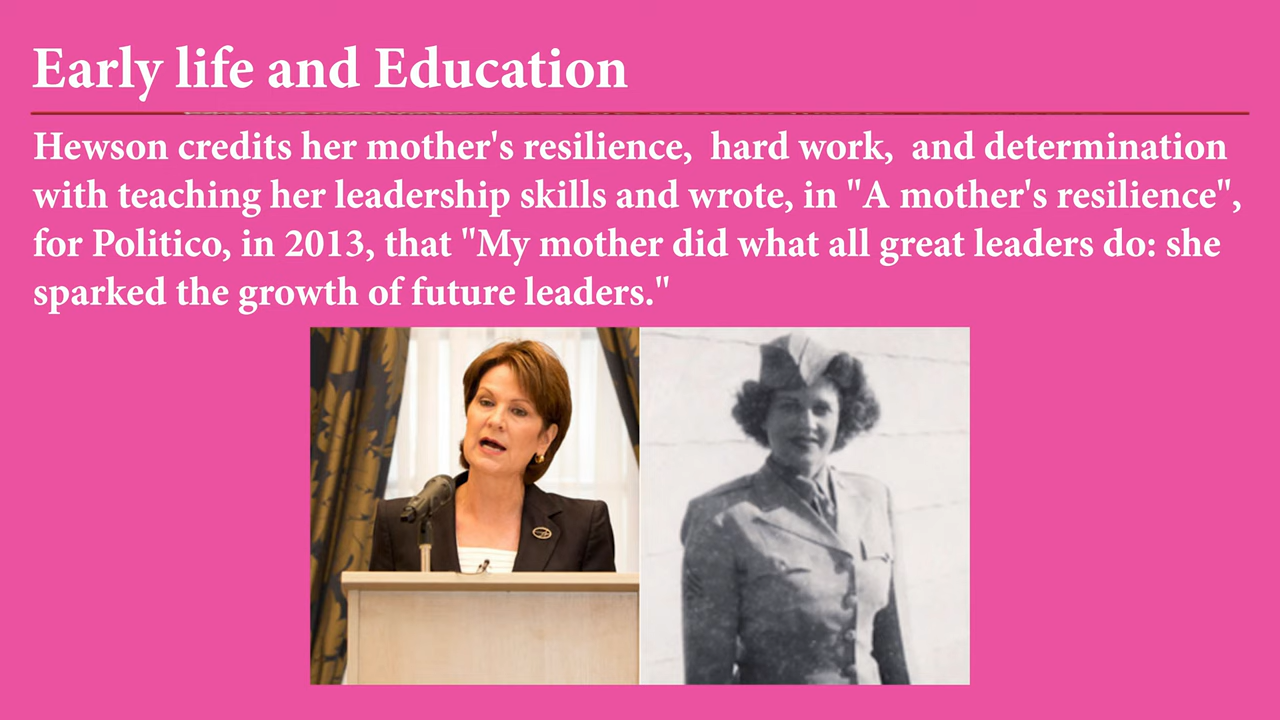 Early life and Education
Hewson credits her mother's resilience,  hard work,  and determination
with teaching her leadership skills and wrote, in "A mother's resilience",
for Politico, in 2013, that "My mother did what all great leaders do: she
sparked the growth of future leaders."